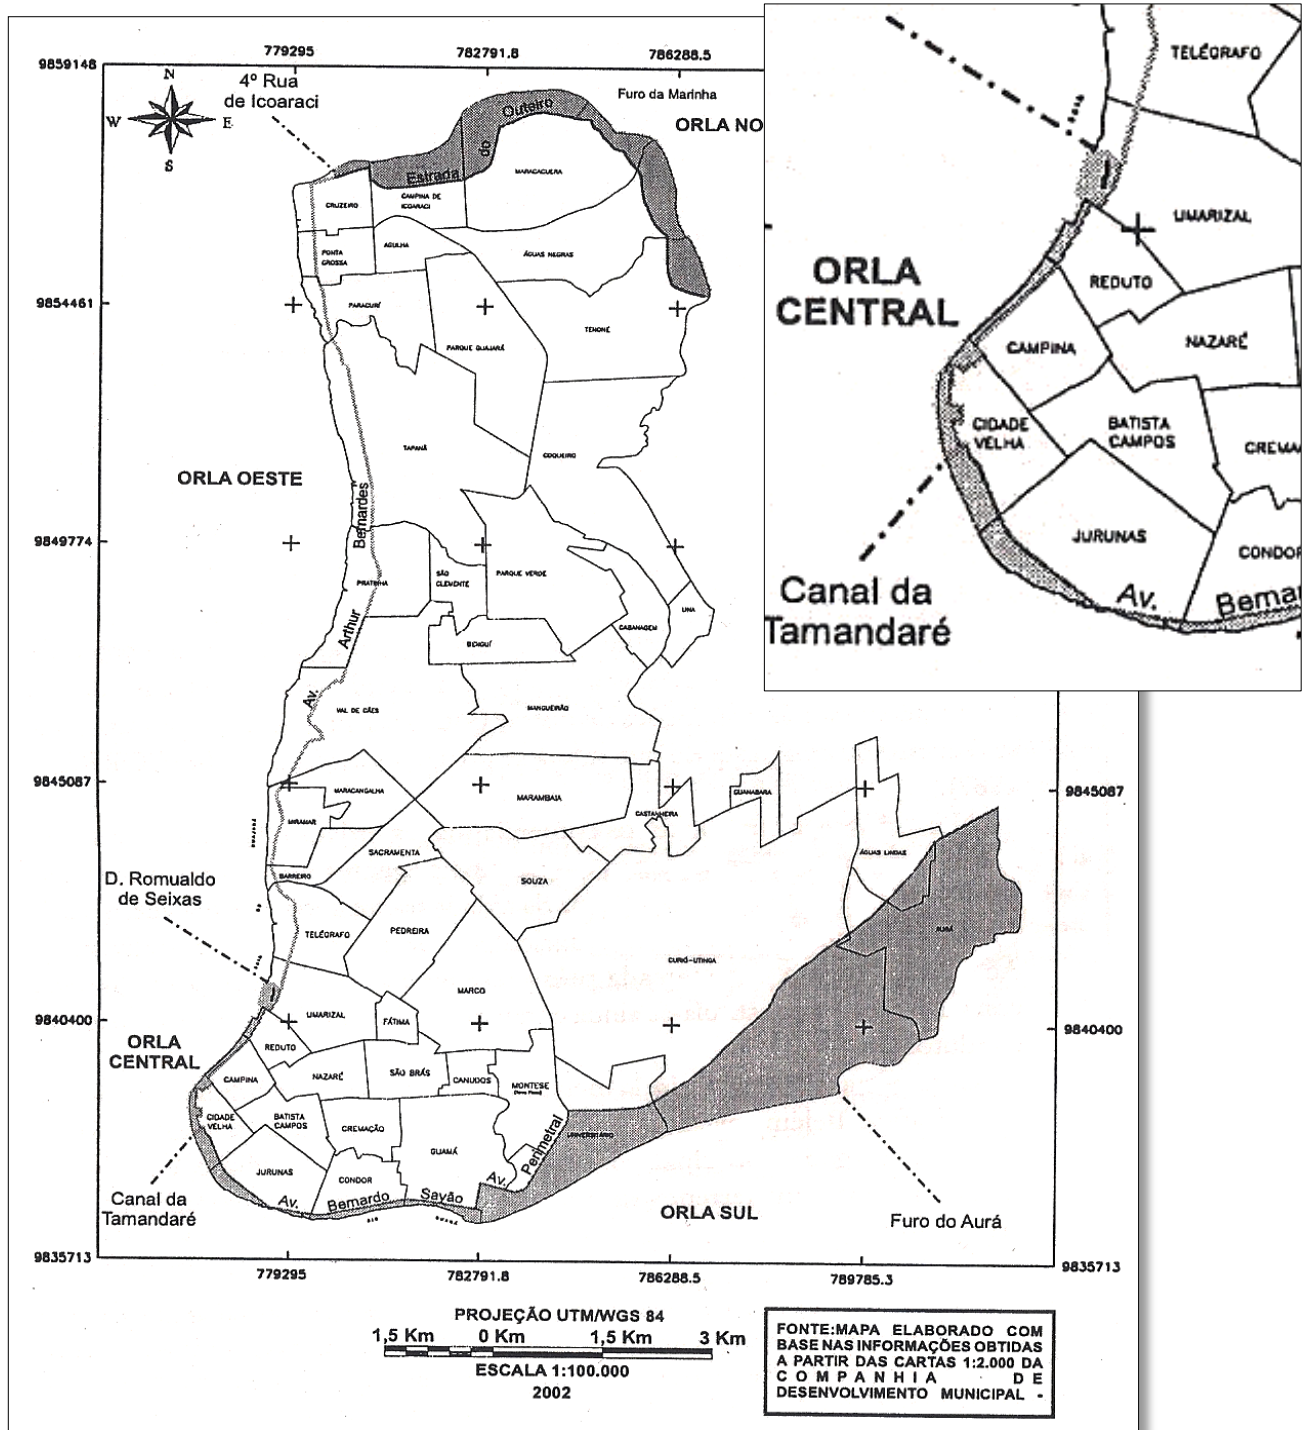 779295
782791.8
786288.5
9859148
N
W
E
S
4º Rua
de Icoaraci
Outeiro
do
Estrada
Furo da Marinha
ORLA NO
MARACACUERA
CRUZEIRO
CAMPINA DE
ICOARACI
PONTA
GROSSA
AGULHA
ÁGUAS NEGRAS
9854461
PARACURÍ
PARQUE GUAJARÁ
TENONÉ
TAPANÃ
COQUEIRO
ORLA OESTE
Bernardes
9849774
PRATINHA
SÃO
CLEMENTE
PARQUE VERDE
UNA
CABANAGEM
BENGUÍ
Arthur
Av.
VAL DE CÃES
MANGUEIRÃO
9845087
9845087
MARACANGALHA
MARAMBAIA
GUANABARA
CASTANHEIRA
MIRAMAR
SACRAMENTA
ÁGUAS LINDAS
SOUZA
BARREIRO
D. Romualdo
de Seixas
TELÉGRAFO
PEDREIRA
AURÁ
CURIÓ-UTINGA
MARCO
UMARIZAL
FÁTIMA
9840400
9840400
ORLA
CENTRAL
REDUTO
CAMPINA
NAZARÉ
SÃO BRÁS
CANUDOS
MONTESE
CIDADE
VELHA
BATISTA
CAMPOS
CREMAÇÃO
GUAMÁ
UNIVERSITÁRIO
Perimetral
Av.
JURUNAS
CONDOR
Av.
Bernardo
Sayão
Canal da
Tamandaré
ORLA SUL
Furo do Aurá
9835713
9835713
779295
782791.8
786288.5
789785.3
PROJEÇÃO UTM/WGS 84
1,5 Km
0 Km
1,5 Km
3 Km
ESCALA 1:100.000
2002
FONTE:MAPA ELABORADO COM
BASE NAS INFORMAÇÕES OBTIDAS
A PARTIR DAS CARTAS 1:2.000 DA
COMPANHIA DE
DESENVOLVIMENTO MUNICIPAL -
TELÉGRAFO
UMARIZAL
ORLA
CENTRAL
REDUTO
CAMPINA
NAZARÉ
CIDADE
VELHA
BATISTA
CAMPOS
CREMA
JURUNAS
CONDOR
Canal da
Tamandaré
Av.
Bernar